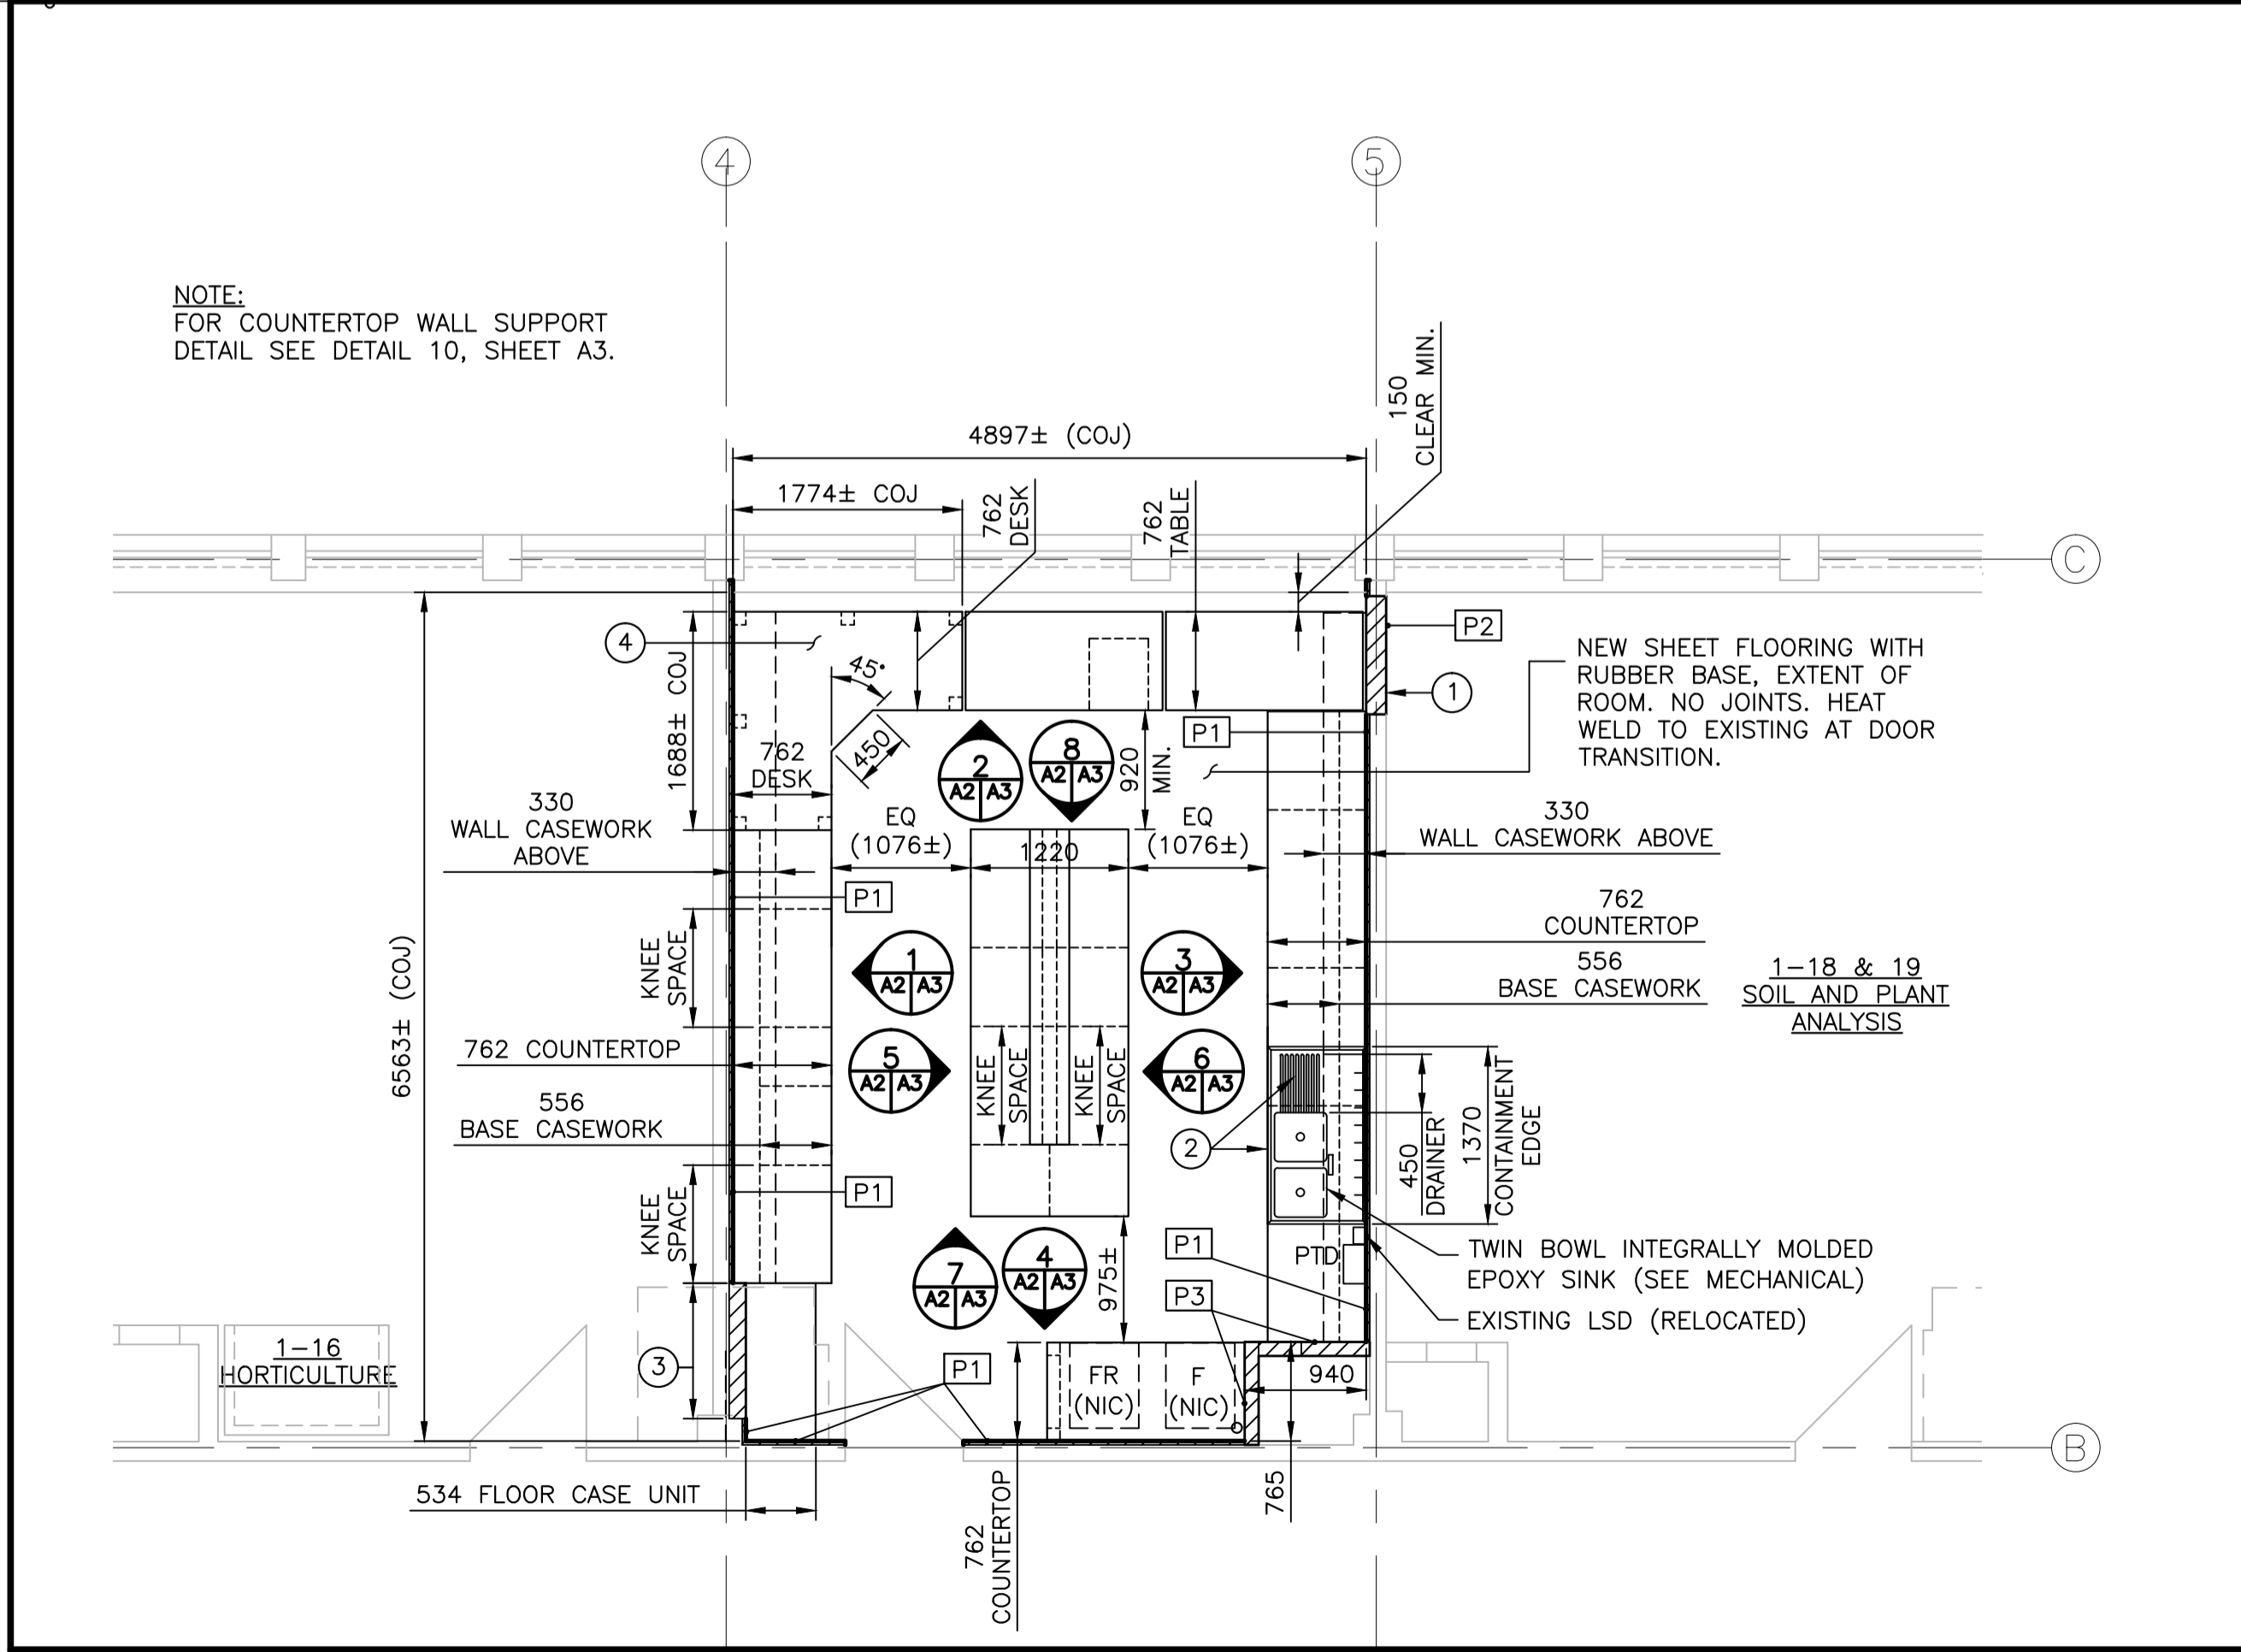 4
5
NOTE:
FOR COUNTERTOP WALL SUPPORT
DETAIL SEE DETAIL 10, SHEET A3.
150
CLEAR MIN.
4897± (COJ)
1774± COJ
762
DESK
762
TABLE
C
4
P2
1
45°
450
1688± COJ
762
DESK
NEW SHEET FLOORING WITH
RUBBER BASE, EXTENT OF
ROOM. NO JOINTS. HEAT
WELD TO EXISTING AT DOOR
TRANSITION.
P1
2
A2 A3
8
A2 A3
920
MIN.
330
WALL CASEWORK
ABOVE
EQ
(1076±)
1220
EQ
(1076±)
330
WALL CASEWORK ABOVE
P1
762
COUNTERTOP
KNEE
SPACE
1
A2 A3
3
A2 A3
556
BASE CASEWORK
1-18 & 19
SOIL AND PLANT
ANALYSIS
6563± (COJ)
762 COUNTERTOP
5
A2 A3
KNEE
SPACE
KNEE
SPACE
6
A2 A3
556
BASE CASEWORK
2
450
DRAINER
1370
CONTAINMENT
EDGE
P1
KNEE
SPACE
7
A2 A3
4
A2 A3
975±
P1
PTD
P3
TWIN BOWL INTEGRALLY MOLDED
EPOXY SINK (SEE MECHANICAL)
EXISTING LSD (RELOCATED)
1-16
HORTICULTURE
3
P1
FR
(NIC)
F
(NIC)
940
B
534 FLOOR CASE UNIT
762
COUNTERTOP
765